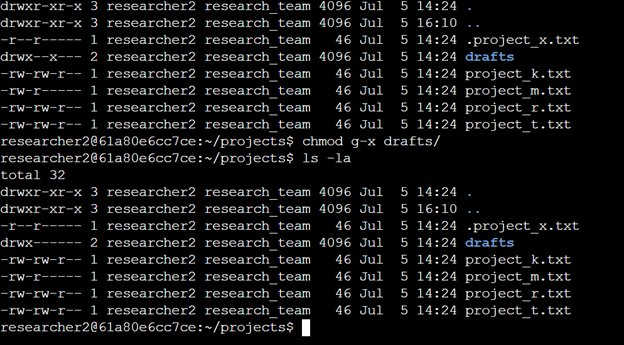 drwxr-xr-x 3 researcher2 research_team 4096 Jul  5 14:24 .
drwxr-xr-x 3 researcher2 research_team 4096 Jul  5 16:10 ..
-r--r----- 1 researcher2 research_team   46 Jul  5 14:24 .project_x.txt
drwx--x--- 2 researcher2 research_team 4096 Jul  5 14:24 drafts
-rw-rw-r-- 1 researcher2 research_team   46 Jul  5 14:24 project_k.txt
-rw-r----- 1 researcher2 research_team   46 Jul  5 14:24 project_m.txt
-rw-rw-r-- 1 researcher2 research_team   46 Jul  5 14:24 project_r.txt
-rw-rw-r-- 1 researcher2 research_team   46 Jul  5 14:24 project_t.txt
researcher2@61a80e6cc7ce:~/projects$ chmod g-x drafts/
researcher2@61a80e6cc7ce:~/projects$ ls -la
total 32
drwxr-xr-x 3 researcher2 research_team 4096 Jul  5 14:24 .
drwxr-xr-x 3 researcher2 research_team 4096 Jul  5 16:10 ..
-r--r----- 1 researcher2 research_team   46 Jul  5 14:24 .project_x.txt
drwx------ 2 researcher2 research_team 4096 Jul  5 14:24 drafts
-rw-rw-r-- 1 researcher2 research_team   46 Jul  5 14:24 project_k.txt
-rw-r----- 1 researcher2 research_team   46 Jul  5 14:24 project_m.txt
-rw-rw-r-- 1 researcher2 research_team   46 Jul  5 14:24 project_r.txt
-rw-rw-r-- 1 researcher2 research_team   46 Jul  5 14:24 project_t.txt
researcher2@61a80e6cc7ce:~/projects$